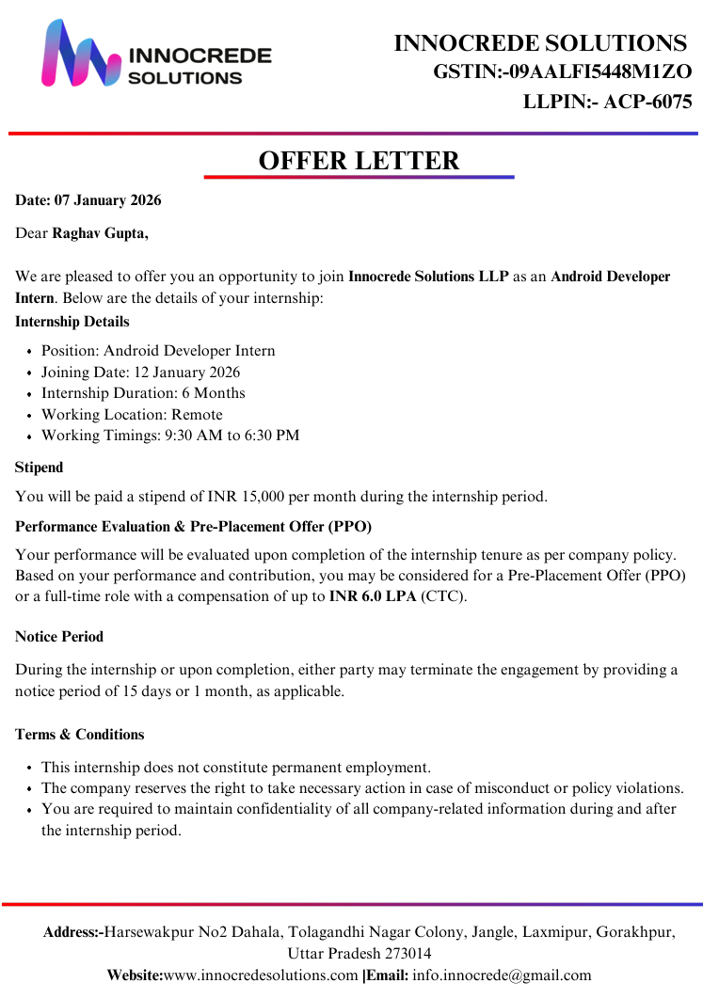 INNOCREDE
SOLUTIONS
INNOCREDE SOLUTIONS
GSTIN:-09AALFI5448M1ZO
LLPIN:- ACP-6075
OFFER LETTER
Date: 07 January 2026
Dear Raghav Gupta,
We are pleased to offer you an opportunity to join Innocrede Solutions LLP as an Android Developer
Intern. Below are the details of your internship:
Internship Details
• Position: Android Developer Intern
• Joining Date: 12 January 2026
• Internship Duration: 6 Months
• Working Location: Remote
• Working Timings: 9:30 AM to 6:30 PM
Stipend
You will be paid a stipend of INR 15,000 per month during the internship period.
Performance Evaluation & Pre-Placement Offer (PPO)
Your performance will be evaluated upon completion of the internship tenure as per company policy.
Based on your performance and contribution, you may be considered for a Pre-Placement Offer (PPO)
or a full-time role with a compensation of up to INR 6.0 LPA (CTC).
Notice Period
During the internship or upon completion, either party may terminate the engagement by providing a
notice period of 15 days or 1 month, as applicable.
Terms & Conditions
• This internship does not constitute permanent employment.
• The company reserves the right to take necessary action in case of misconduct or policy violations.
• You are required to maintain confidentiality of all company-related information during and after
the internship period.
Address:-Harsewakpur No2 Dahala, Tolagandhi Nagar Colony, Jangle, Laxmipur, Gorakhpur,
Uttar Pradesh 273014
Website:www.innocredesolutions.com |Email: info.innocrede@gmail.com